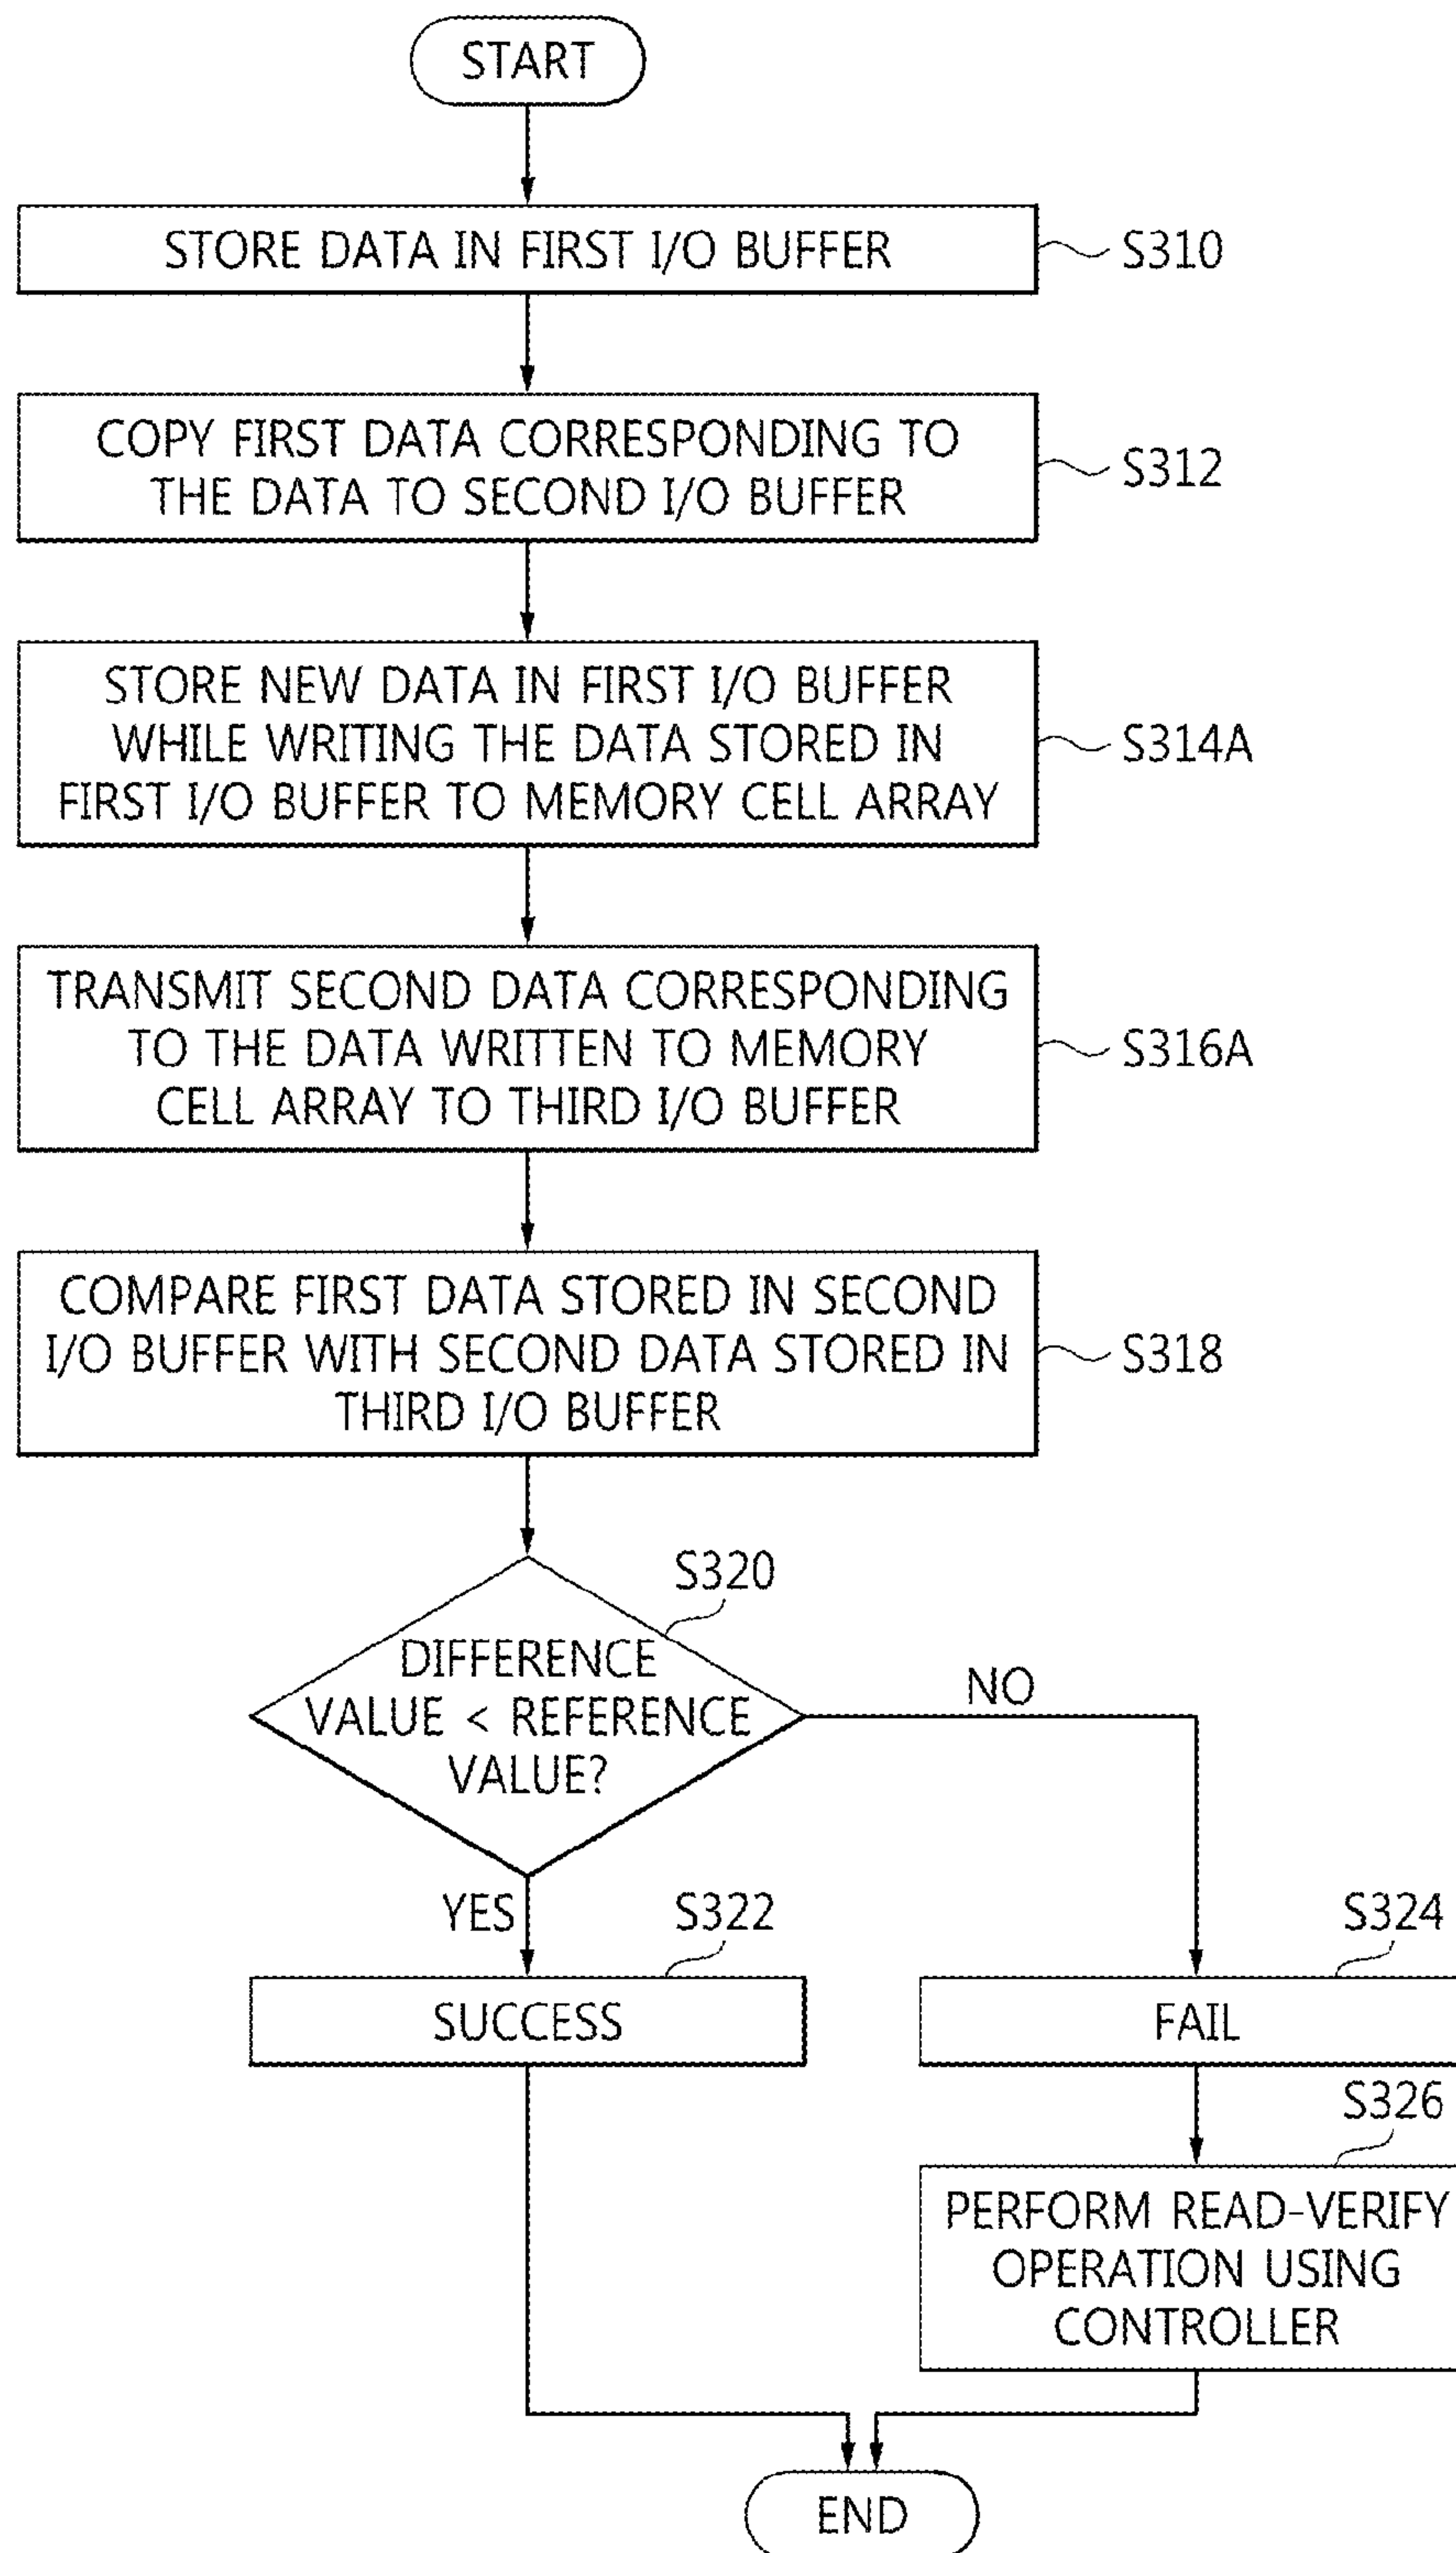 START
STORE DATA IN FIRST I/O BUFFER
S310
COPY FIRST DATA CORRESPONDING TO
THE DATA TO SECOND I/O BUFFER
S312
STORE NEW DATA IN FIRST I/O BUFFER
WHILE WRITING THE DATA STORED IN
FIRST I/O BUFFER TO MEMORY CELL ARRAY
S314A
TRANSMIT SECOND DATA CORRESPONDING
TO THE DATA WRITTEN TO MEMORY
CELL ARRAY TO THIRD I/O BUFFER
S316A
COMPARE FIRST DATA STORED IN SECOND
I/O BUFFER WITH SECOND DATA STORED IN
THIRD I/O BUFFER
S318
S320
DIFFERENCE
VALUE < REFERENCE
VALUE?
NO
YES
S322
SUCCESS
S324
FAIL
S326
PERFORM READ-VERIFY
OPERATION USING
CONTROLLER
END